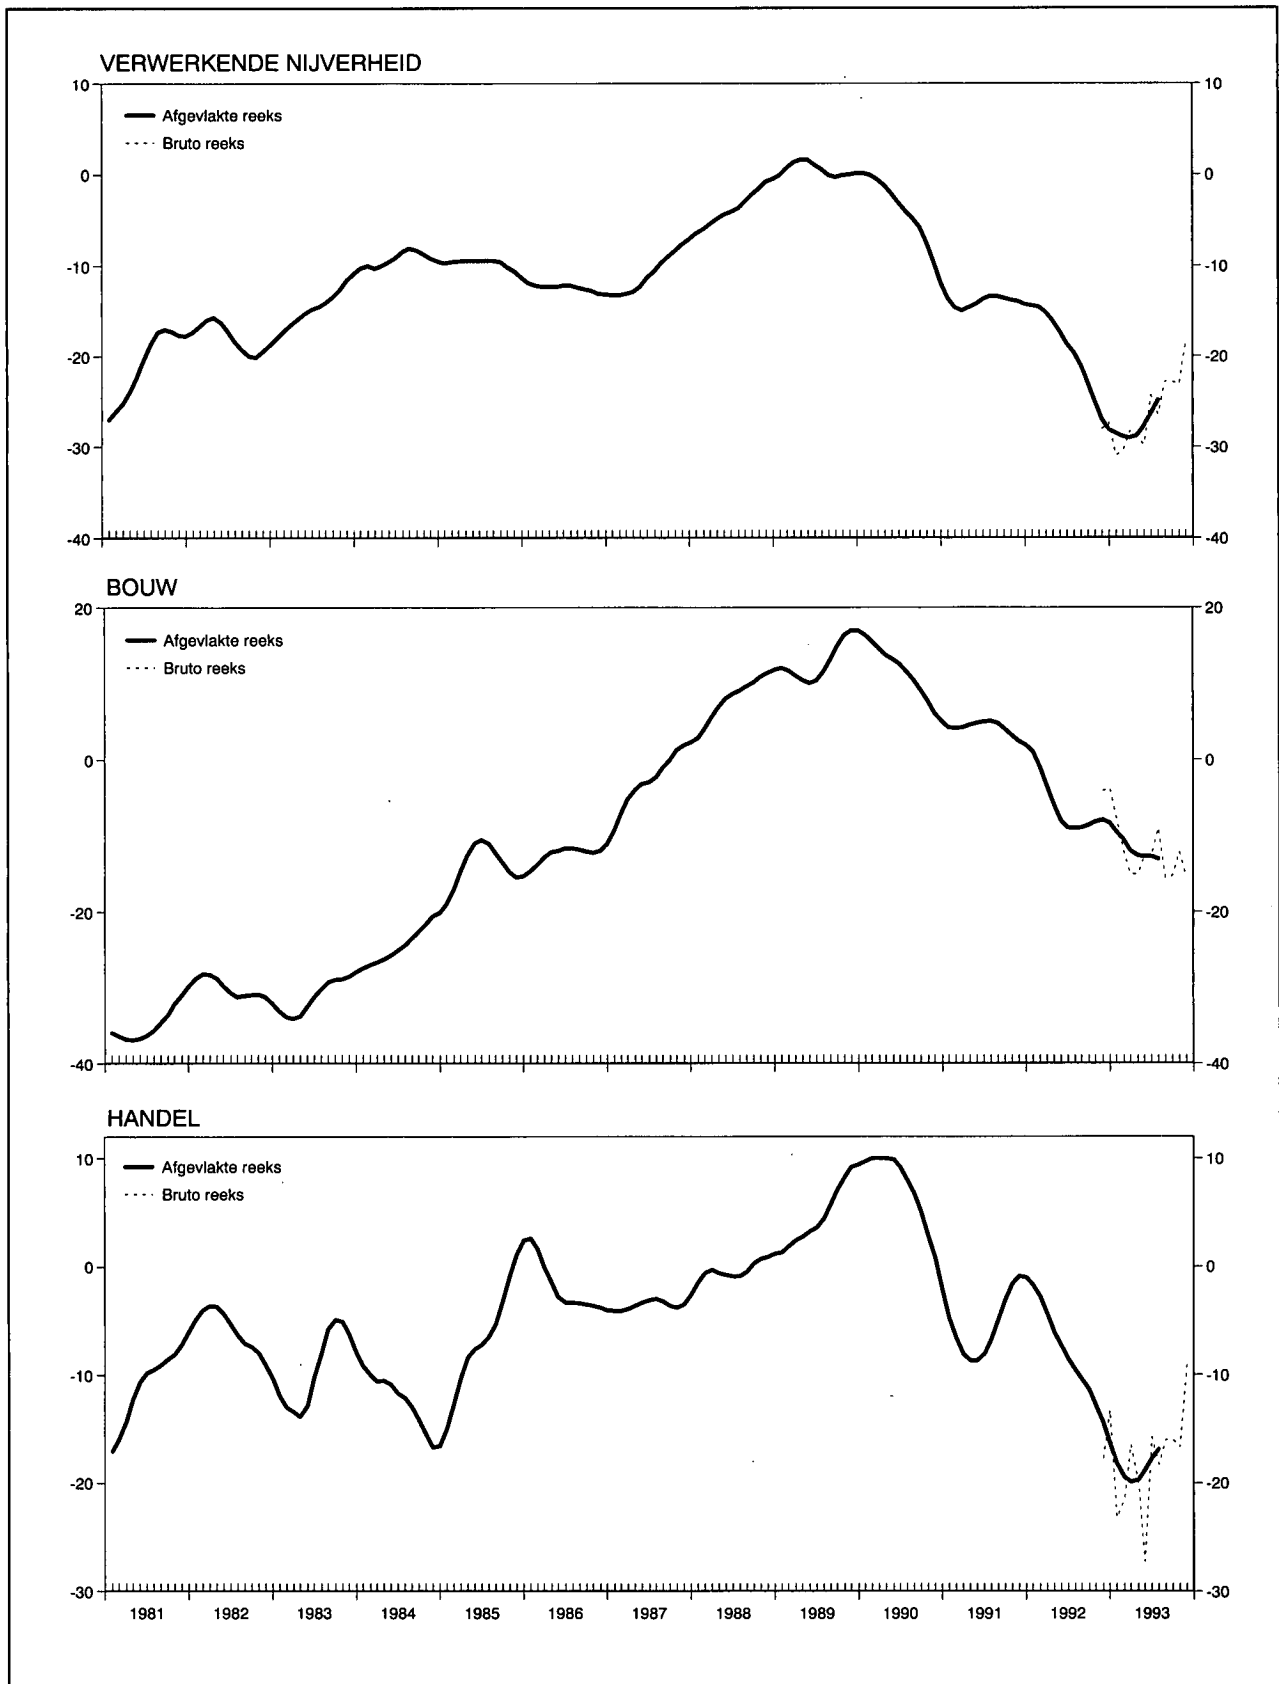 VERWERKENDE NIJVERHEID
10 10
Afgevlakte reeks
Bruto reeks
0 0
-10 -10
-20 -20
-30 -30
-40 -40
BOUW
20 20
Afgevlakte reeks
Bruto reeks
0 0
-20 -20
-40 -40
HANDEL
10 10
Afgevlakte reeks
Bruto reeks
0 0
-10 -10
-20 -20
-30 -30
1981 1982 1983 1984 1985 1986 1987 1988 1989 1990 1991 1992 1993